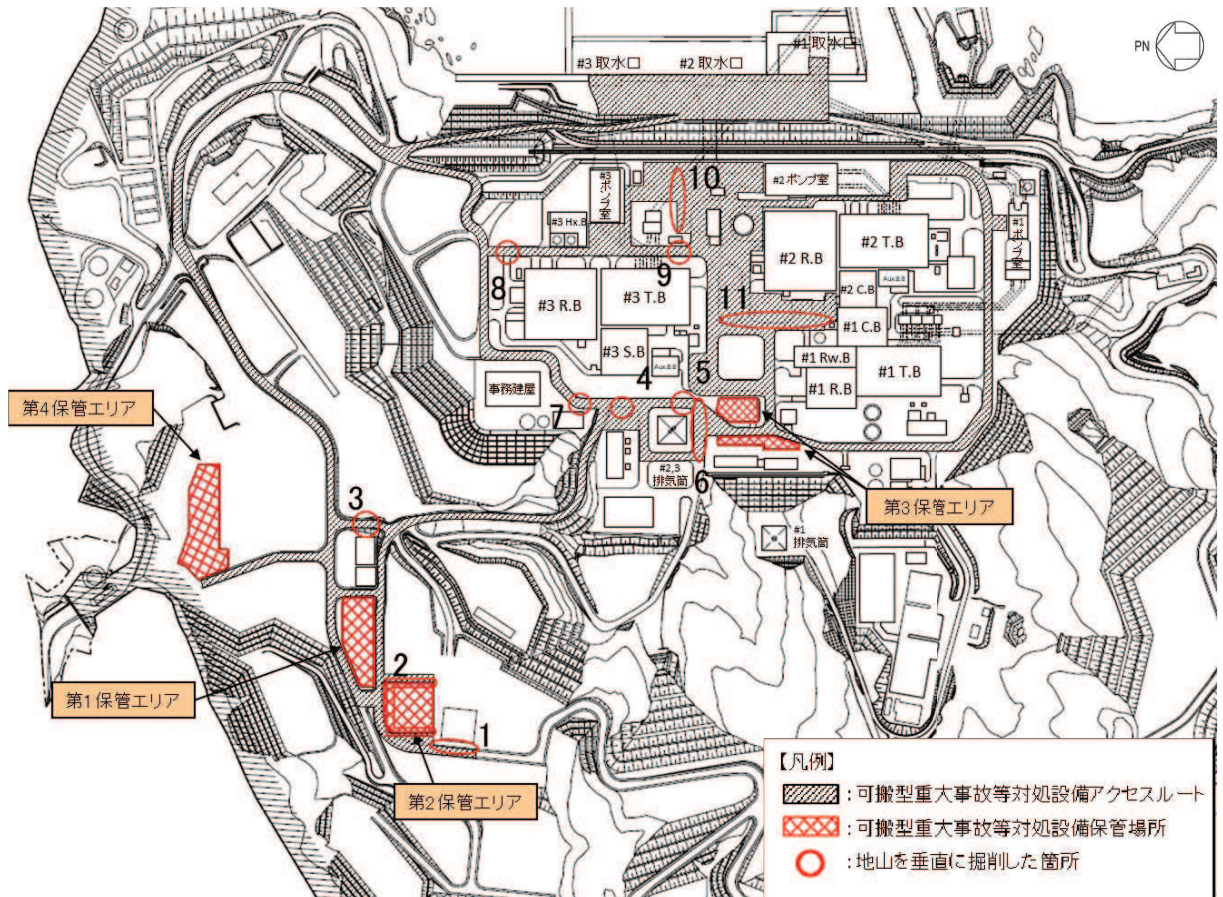 #1取水口
#3取水口
#2取水口
PN
#3
ポンプ室
10
#2ポンプ室
#3 Hx.B
#1
ポンプ室
#2 T.B
#2 R.B
8
9
#3 R.B
#3 T.B
11
#2 C.B
Aux.B.B
#1 C.B
#3 S.B
Aux.B.B
#1 Rw.B
#1 R.B
#1 T.B
4
5
事務建屋
7
第4保管エリア
#2,3
排気筒
6
第3保管エリア
3
#1
排気筒
2
第1保管エリア
1
第2保管エリア
【凡例】
:可搬型重大事故等対処設備アクセスルート
:可搬型重大事故等対処設備保管場所
:地山を垂直に掘削した箇所